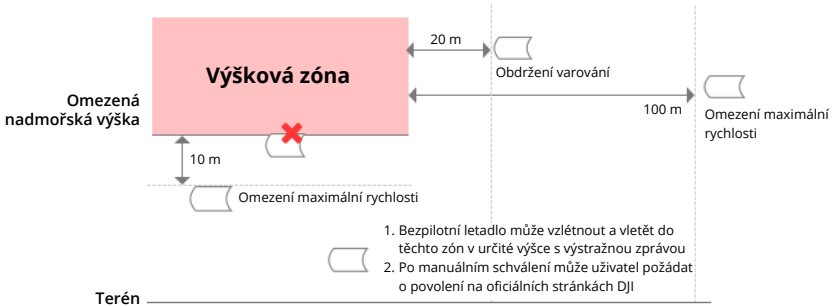 20 m
Výšková zóna
Obdržení varování
Omezená
nadmořská výška
100 m
Omezení maximální
rychlosti
10 m
Omezení maximální rychlosti
1. Bezpilotní letadlo může vzlétnout a vletět do
těchto zón v určité výšce s výstražnou zprávou
2. Po manuálním schválení může uživatel požádat
o povolení na oficiálních stránkách DJI
Terén